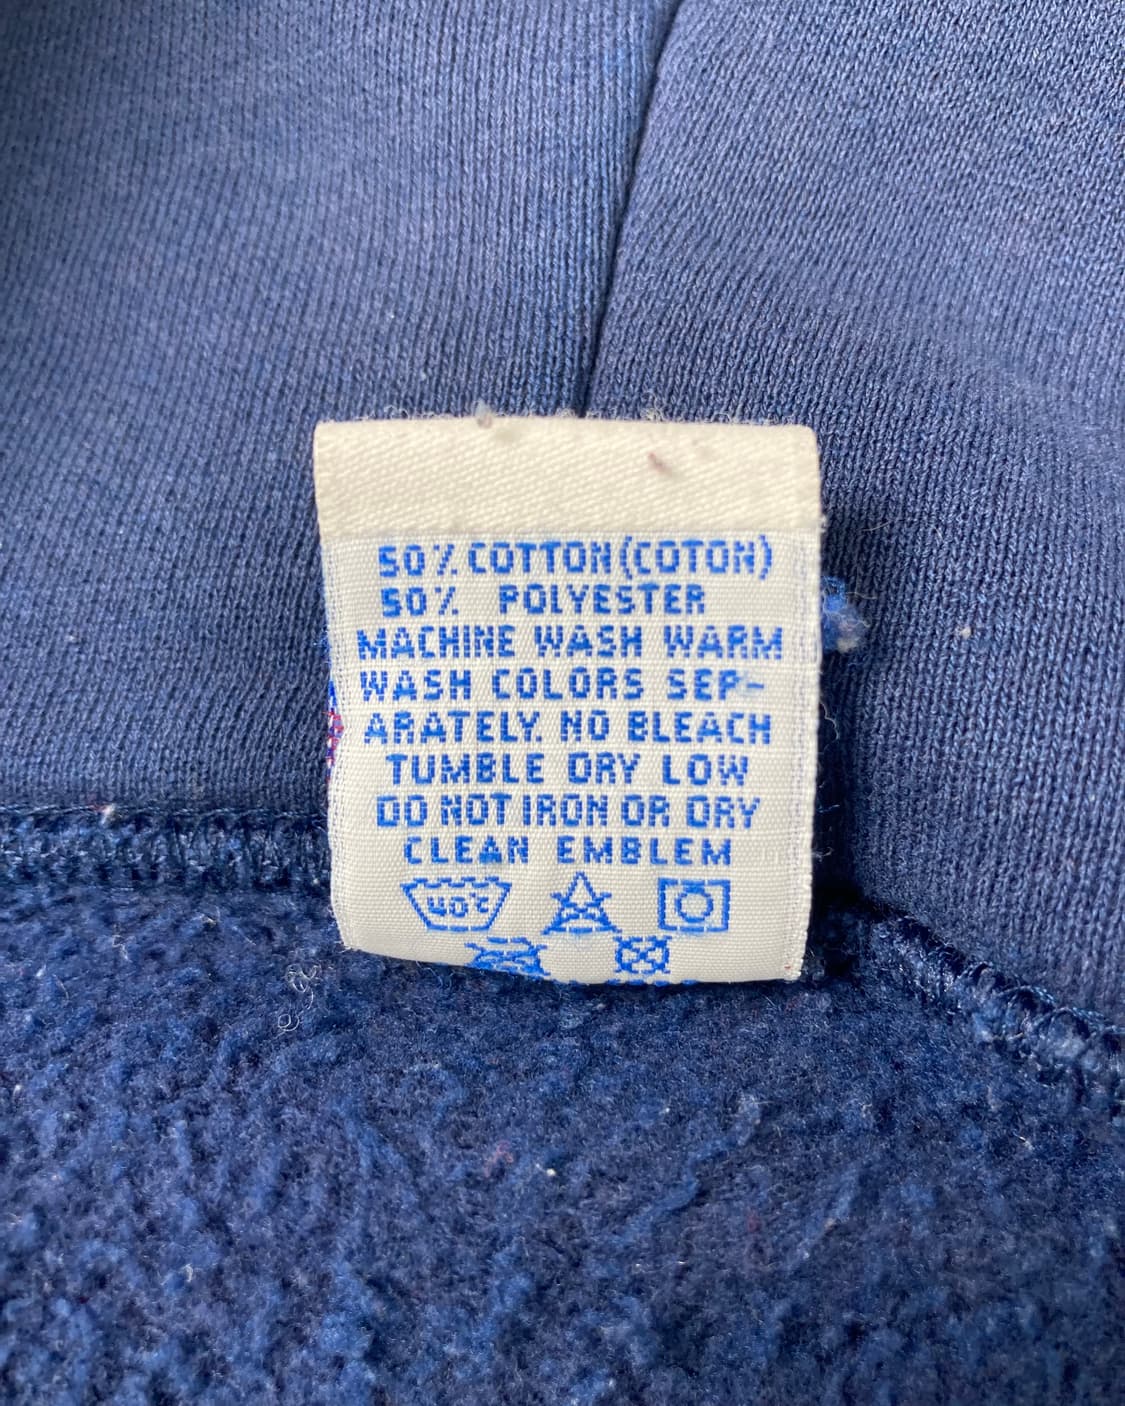 50% COTTON (COTON)
50% POLYESTER
MACHINE WASH WARM
WASH COLORS SEP-
ARATELY. NO BLEACH
TUMBLE DRY LOW
DO NOT IRON OR DRY
CLEAN EMBLEM
40°C